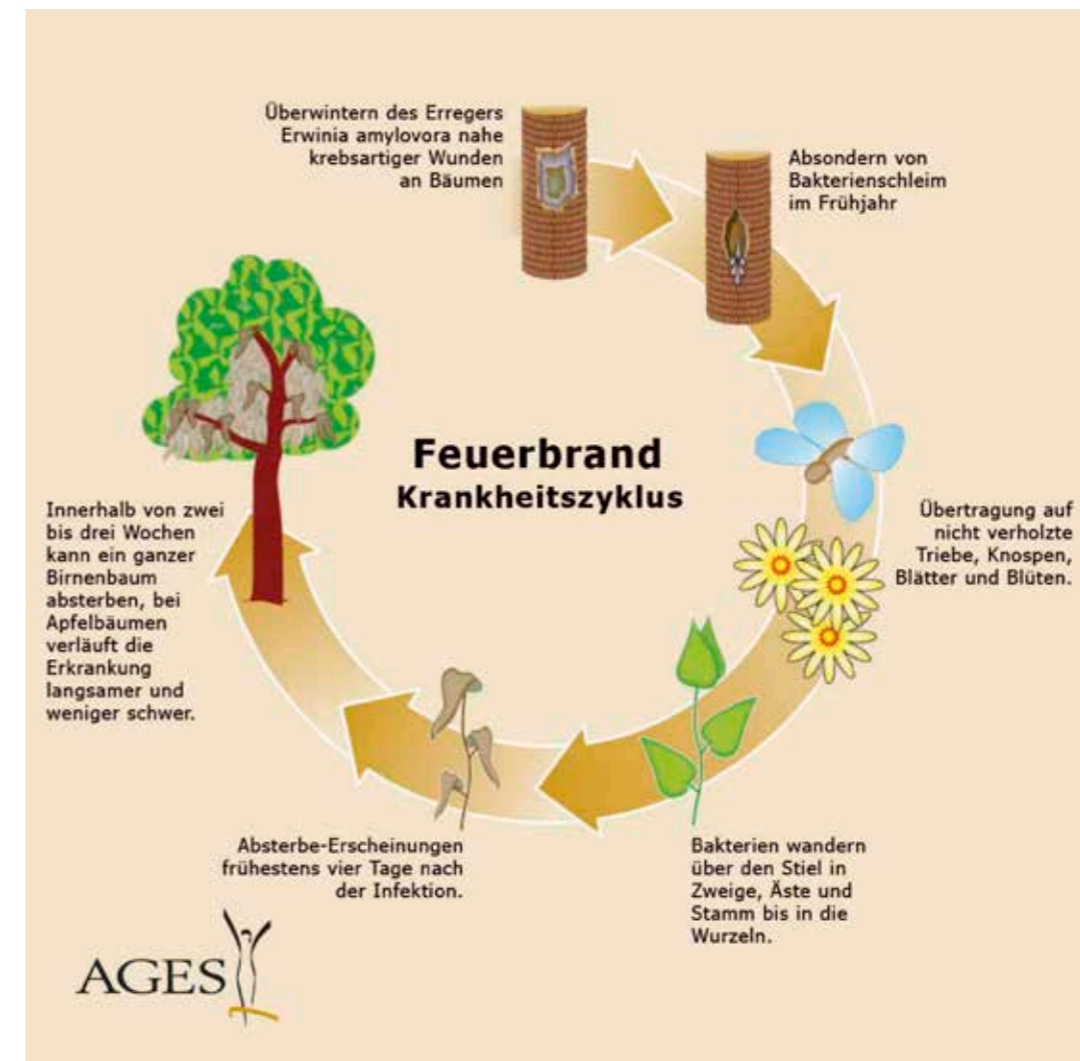 Überwintern des Erregers
Erwinia amylovora nahe
krebsartiger Wunden
an Bäumen
Absondern von
Bakterienschleim
im Frühjahr
Feuerbrand
Krankheitszyklus
Übertragung auf
nicht verholzte
Triebe, Knospen,
Blätter und Blüten.
Innerhalb von zwei
bis drei Wochen
kann ein ganzer
Birnenbaum
absterben, bei
Apfelbäumen
verläuft die
Erkrankung
langsamer und
weniger schwer.
Absterbe-Erscheinungen
frühestens vier Tage nach
der Infektion.
Bakterien wandern
über den Stiel in
Zweige, Äste und
Stamm bis in die
Wurzeln.
AGES